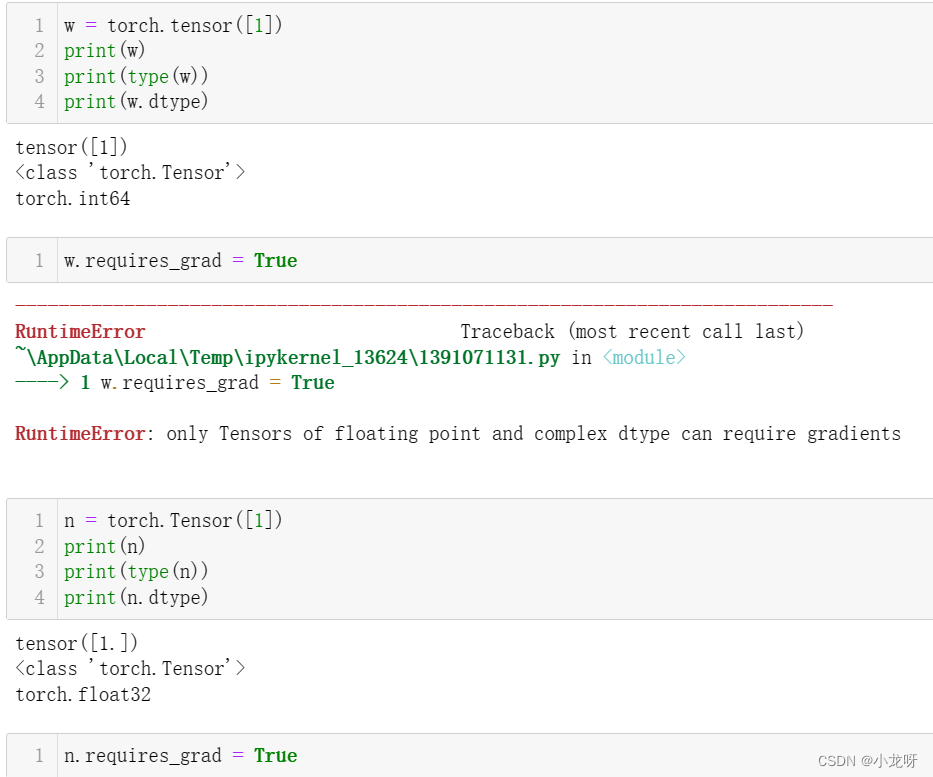 1 w = torch.tensor([1])
2 print(w)
3 print(type(w))
4 print(w.dtype)
tensor([1])
<class 'torch.Tensor'>
torch.int64
1 w.requires_grad = True
---------------------------------------------------------------------------
RuntimeError Traceback (most recent call last)
~\AppData\Local\Temp\ipykernel_13624\1391071131.py in <module>
----> 1 w.requires_grad = True
RuntimeError: only Tensors of floating point and complex dtype can require gradients
1 n = torch.Tensor([1])
2 print(n)
3 print(type(n))
4 print(n.dtype)
tensor([1.])
<class 'torch.Tensor'>
torch.float32
1 n.requires_grad = True
CSDN @小龙呀